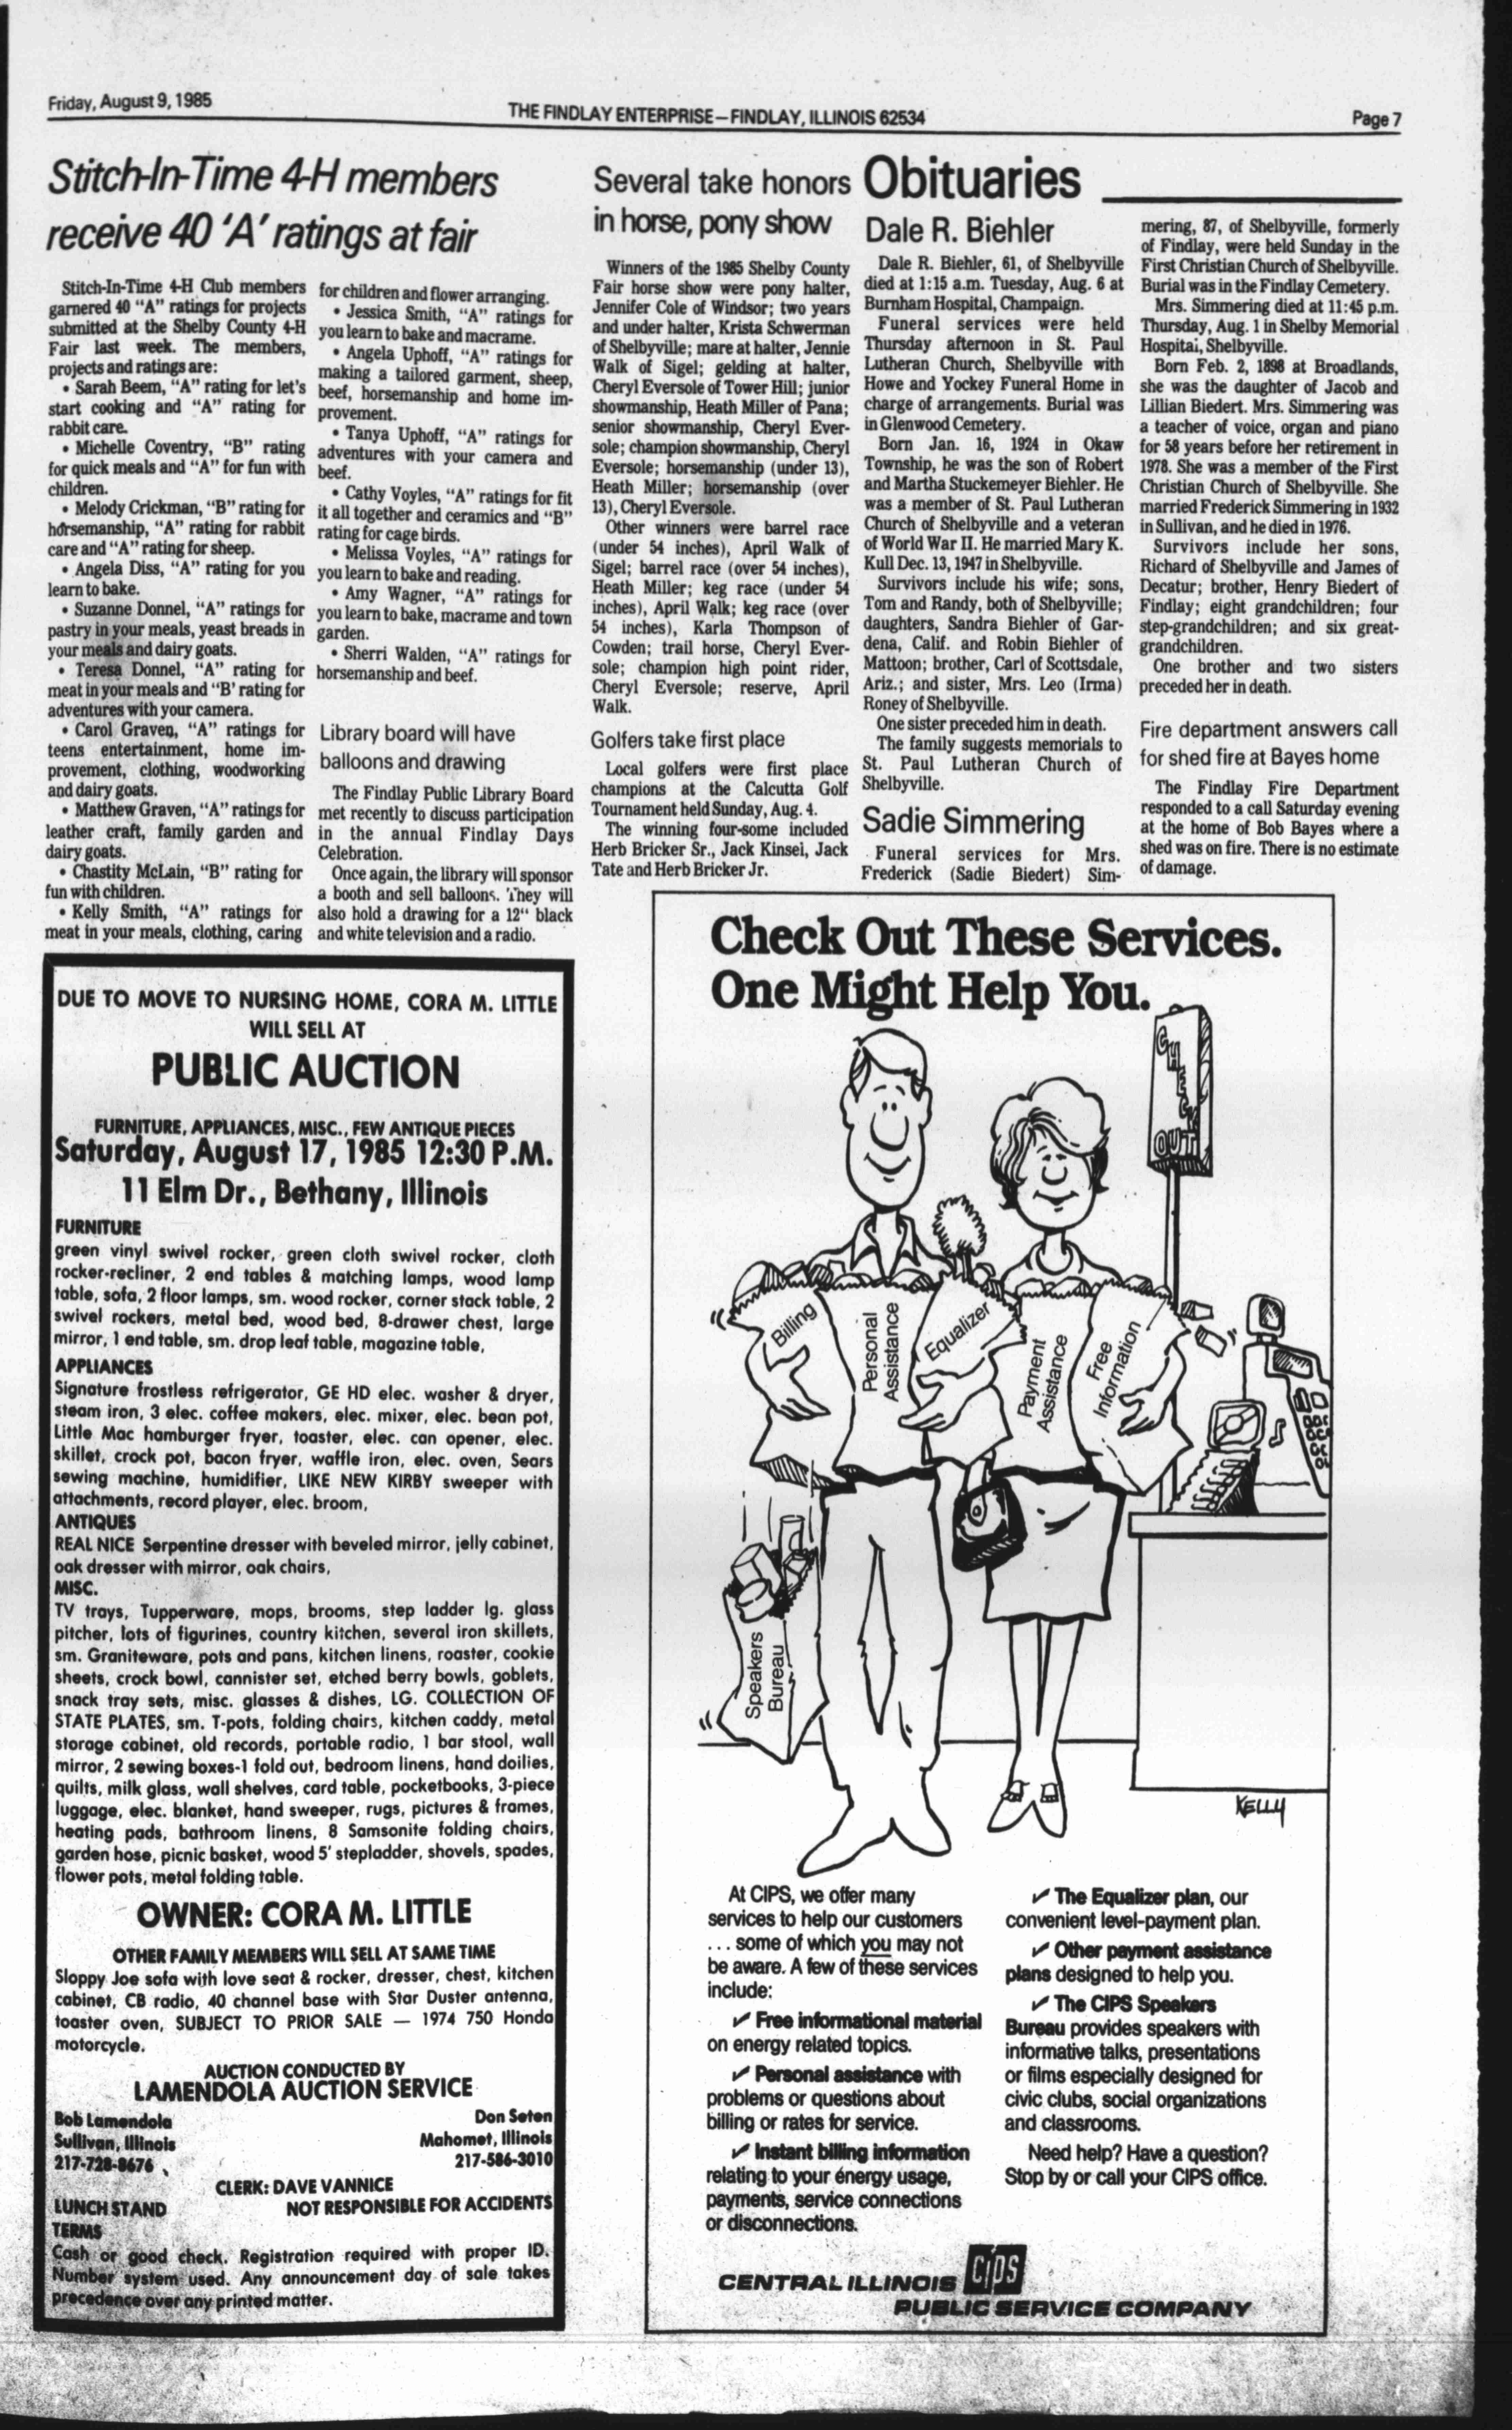 Friday, August 9, 1985
THE FINDLAY ENTERPRISE—FINDLAY, ILLINOIS 62534
Page 7
Stitch-In-Time 4-H members
receive 40 'A' ratings at fair
Stitch-In-Time 4-H Club members
garnered 40 "A" ratings for projects
submitted at the Shelby County 4-H
Fair last week. The members,
projects and ratings are:
• Sarah Beem, "A" rating for let's
start cooking and "A" rating for
rabbit care.
• Michelle Coventry, "B" rating
for quick meals and "A" for fun with
children.
• Melody Crickman, "B" rating for
horsemanship, "A" rating for rabbit
care and "A" rating for sheep.
• Angela Diss, "A" rating for you
learn to bake.
• Suzanne Donnel, "A" ratings for
pastry in your meals, yeast breads in
your meals and dairy goats.
• Teresa Donnel, "A" rating for
meat in your meals and "B' rating for
adventures with your camera.
• Carol Graven, "A" ratings for
teens entertainment, home im-
provement, clothing, woodworking
and dairy goats.
• Matthew Graven, "A" ratings for
leather craft, family garden and
dairy goats.
• Chastity McLain, "B" rating for
fun with children.
• Kelly Smith, "A" ratings for
meat in your meals, clothing, caring
for children and flower arranging.
• Jessica Smith, "A" ratings for
you learn to bake and macrame.
• Angela Uphoff, "A" ratings for
making a tailored garment, sheep,
beef, horsemanship and home im-
provement.
• Tanya Uphoff, "A" ratings for
adventures with your camera and
beef.
• Cathy Voyles, "A" ratings for fit
it all together and ceramics and "B"
rating for cage birds.
• Melissa Voyles, "A" ratings for
you learn to bake and reading.
• Amy Wagner, "A" ratings for
you learn to bake, macrame and town
garden.
• Sherri Walden, "A" ratings for
horsemanship and beef.
Library board will have
balloons and drawing
The Findlay Public Library Board
met recently to discuss participation
in the annual Findlay Days
Celebration.
Once again, the library will sponsor
a booth and sell balloons. They will
also hold a drawing for a 12" black
and white television and a radio.
Several take honors
in horse, pony show
Winners of the 1985 Shelby County
Fair horse show were pony halter,
Jennifer Cole of Windsor; two years
and under halter, Krista Schwerman
of Shelbyville; mare at halter, Jennie
Walk of Sigel; gelding at halter,
Cheryl Eversole of Tower Hill; junior
showmanship, Heath Miller of Pana;
senior showmanship, Cheryl Ever-
sole; champion showmanship, Cheryl
Eversole; horsemanship (under 13),
Heath Miller; horsemanship (over
13), Cheryl Eversole.
Other winners were barrel race
(under 54 inches), April Walk of
Sigel; barrel race (over 54 inches),
Heath Miller; keg race (under 54
inches), April Walk; keg race (over
54 inches), Karla Thompson of
Cowden; trail horse, Cheryl Ever-
sole; champion high point rider,
Cheryl Eversole; reserve, April
Walk.
Golfers take first place
Local golfers were first place
champions at the Calcutta Golf
Tournament held Sunday, Aug. 4.
The winning four-some included
Herb Bricker Sr., Jack Kinsel, Jack
Tate and Herb Bricker Jr.
Obituaries
Dale R. Biehler
Dale R. Biehler, 61, of Shelbyville
died at 1:15 a.m. Tuesday, Aug. 6 at
Burnham Hospital, Champaign.
Funeral services were held
Thursday afternoon in St. Paul
Lutheran Church, Shelbyville with
Howe and Yockey Funeral Home in
charge of arrangements. Burial was
in Glenwood Cemetery.
Born Jan. 16, 1924 in Okaw
Township, he was the son of Robert
and Martha Stuckemeyer Biehler. He
was a member of St. Paul Lutheran
Church of Shelbyville and a veteran
of World War II. He married Mary K.
Kull Dec. 13, 1947 in Shelbyville.
Survivors include his wife; sons,
Tom and Randy, both of Shelbyville;
daughters, Sandra Biehler of Gar-
dena, Calif. and Robin Biehler of
Mattoon; brother, Carl of Scottsdale,
Ariz.; and sister, Mrs. Leo (Irma)
Roney of Shelbyville.
One sister preceded him in death.
The family suggests memorials to
St. Paul Lutheran Church of
Shelbyville.
Sadie Simmering
Funeral services for Mrs.
Frederick (Sadie Biedert) Sim-
mering, 87, of Shelbyville, formerly
of Findlay, were held Sunday in the
First Christian Church of Shelbyville.
Burial was in the Findlay Cemetery.
Mrs. Simmering died at 11:45 p.m.
Thursday, Aug. 1 in Shelby Memorial
Hospital, Shelbyville.
Born Feb. 2, 1898 at Broadlands,
she was the daughter of Jacob and
Lillian Biedert. Mrs. Simmering was
a teacher of voice, organ and piano
for 58 years before her retirement in
1978. She was a member of the First
Christian Church of Shelbyville. She
married Frederick Simmering in 1932
in Sullivan, and he died in 1976.
Survivors include her sons,
Richard of Shelbyville and James of
Decatur; brother, Henry Biedert of
Findlay; eight grandchildren; four
step-grandchildren; and six great-
grandchildren.
One brother and two sisters
preceded her in death.
Fire department answers call
for shed fire at Bayes home
The Findlay Fire Department
responded to a call Saturday evening
at the home of Bob Bayes where a
shed was on fire. There is no estimate
of damage.
DUE TO MOVE TO NURSING HOME, CORA M. LITTLE
WILL SELL AT
PUBLIC AUCTION
FURNITURE, APPLIANCES, MISC., FEW ANTIQUE PIECES
Saturday, August 17, 1985 12:30 P.M.
11 Elm Dr., Bethany, Illinois
FURNITURE
green vinyl swivel rocker, green cloth swivel rocker, cloth
rocker-recliner, 2 end tables & matching lamps, wood lamp
table, sofa, 2 floor lamps, sm. wood rocker, corner stack table, 2
swivel rockers, metal bed, wood bed, 8-drawer chest, large
mirror, 1 end table, sm. drop leaf table, magazine table,
APPLIANCES
Signature frostless refrigerator, GE HD elec. washer & dryer,
steam iron, 3 elec. coffee makers, elec. mixer, elec. bean pot,
Little Mac hamburger fryer, toaster, elec. can opener, elec.
skillet, crock pot, bacon fryer, waffle iron, elec. oven, Sears
sewing machine, humidifier, LIKE NEW KIRBY sweeper with
attachments, record player, elec. broom,
ANTIQUES
REAL NICE Serpentine dresser with beveled mirror, jelly cabinet,
oak dresser with mirror, oak chairs,
MISC.
TV trays, Tupperware, mops, brooms, step ladder lg. glass
pitcher, lots of figurines, country kitchen, several iron skillets,
sm. Graniteware, pots and pans, kitchen linens, roaster, cookie
sheets, crock bowl, cannister set, etched berry bowls, goblets,
snack tray sets, misc. glasses & dishes, LG. COLLECTION OF
STATE PLATES, sm. T-pots, folding chairs, kitchen caddy, metal
storage cabinet, old records, portable radio, 1 bar stool, wall
mirror, 2 sewing boxes-1 fold out, bedroom linens, hand doilies,
quilts, milk glass, wall shelves, card table, pocketbooks, 3-piece
luggage, elec. blanket, hand sweeper, rugs, pictures & frames,
heating pads, bathroom linens, 8 Samsonite folding chairs,
garden hose, picnic basket, wood 5' stepladder, shovels, spades,
flower pots, metal folding table.
OWNER: CORA M. LITTLE
OTHER FAMILY MEMBERS WILL SELL AT SAME TIME
Sloppy Joe sofa with love seat & rocker, dresser, chest, kitchen
cabinet, CB radio, 40 channel base with Star Duster antenna,
toaster oven, SUBJECT TO PRIOR SALE — 1974 750 Honda
motorcycle.
AUCTION CONDUCTED BY
LAMENDOLA AUCTION SERVICE
Bob Lamendola
Sullivan, Illinois
217-728-8676
Don Seten
Mahomet, Illinois
217-586-3010
CLERK: DAVE VANNICE
LUNCH STAND
NOT RESPONSIBLE FOR ACCIDENTS
TERMS
Cash or good check. Registration required with proper ID.
Number system used. Any announcement day of sale takes
precedence over any printed matter.
Check Out These Services.
One Might Help You.
CHECK
OUT
Billing
Personal
Assistance
Equalizer
Payment
Assistance
Free
Information
Speakers
Bureau
KELLY
At CIPS, we offer many
services to help our customers
. . . some of which you may not
be aware. A few of these services
include:
✓ Free informational material
on energy related topics.
✓ Personal assistance with
problems or questions about
billing or rates for service.
✓ Instant billing information
relating to your energy usage,
payments, service connections
or disconnections.
✓ The Equalizer plan, our
convenient level-payment plan.
✓ Other payment assistance
plans designed to help you.
✓ The CIPS Speakers
Bureau provides speakers with
informative talks, presentations
or films especially designed for
civic clubs, social organizations
and classrooms.
Need help? Have a question?
Stop by or call your CIPS office.
CENTRAL ILLINOIS CIPS
PUBLIC SERVICE COMPANY